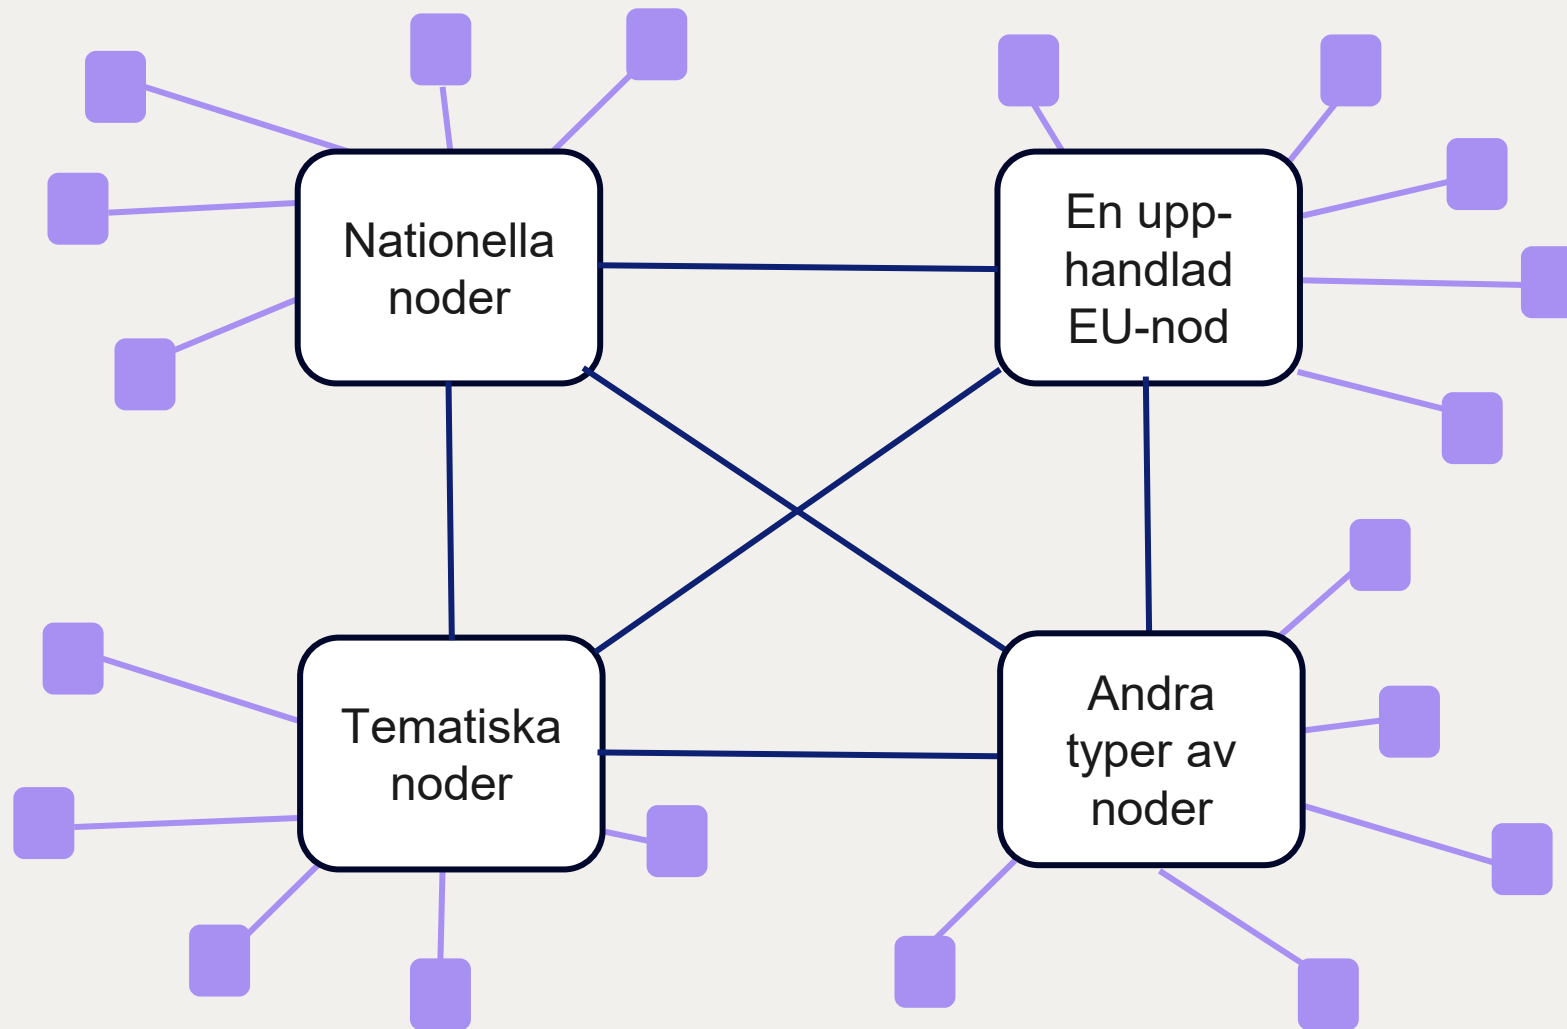 Nationella
noder
En upp-
handlad
EU-nod
Tematiska
noder
Andra
typer av
noder